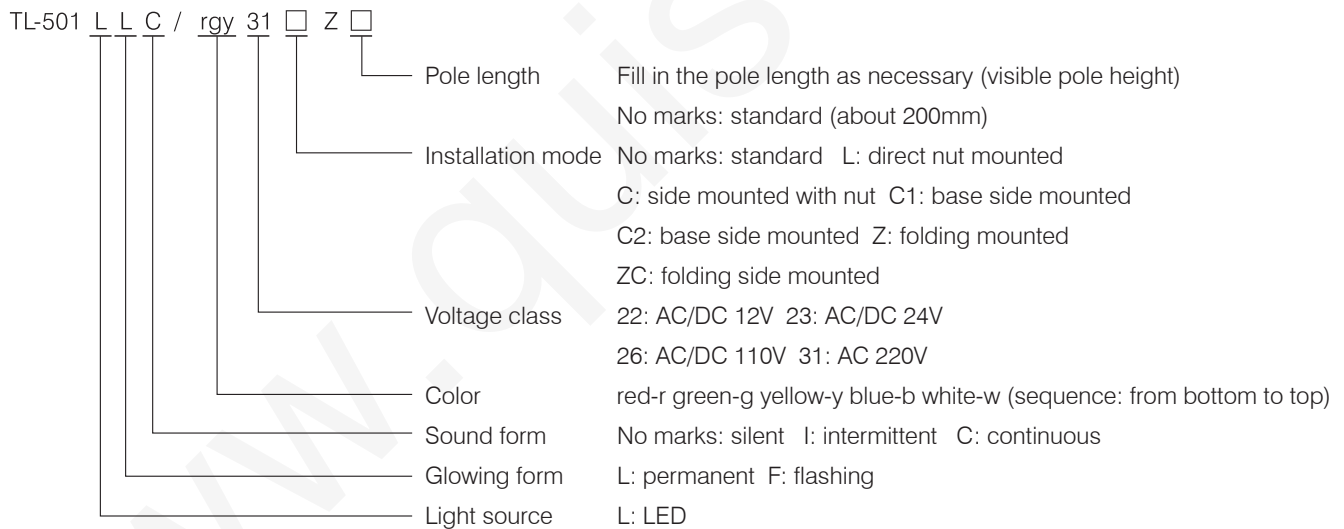 TL-501 L L C / rgy 31 □ Z □
Pole length Fill in the pole length as necessary (visible pole height)
No marks: standard (about 200mm)
Installation mode No marks: standard L: direct nut mounted
C: side mounted with nut C1: base side mounted
C2: base side mounted Z: folding mounted
ZC: folding side mounted
Voltage class 22: AC/DC 12V 23: AC/DC 24V
26: AC/DC 110V 31: AC 220V
Color red-r green-g yellow-y blue-b white-w (sequence: from bottom to top)
Sound form No marks: silent I: intermittent C: continuous
Glowing form L: permanent F: flashing
Light source L: LED
www.quis